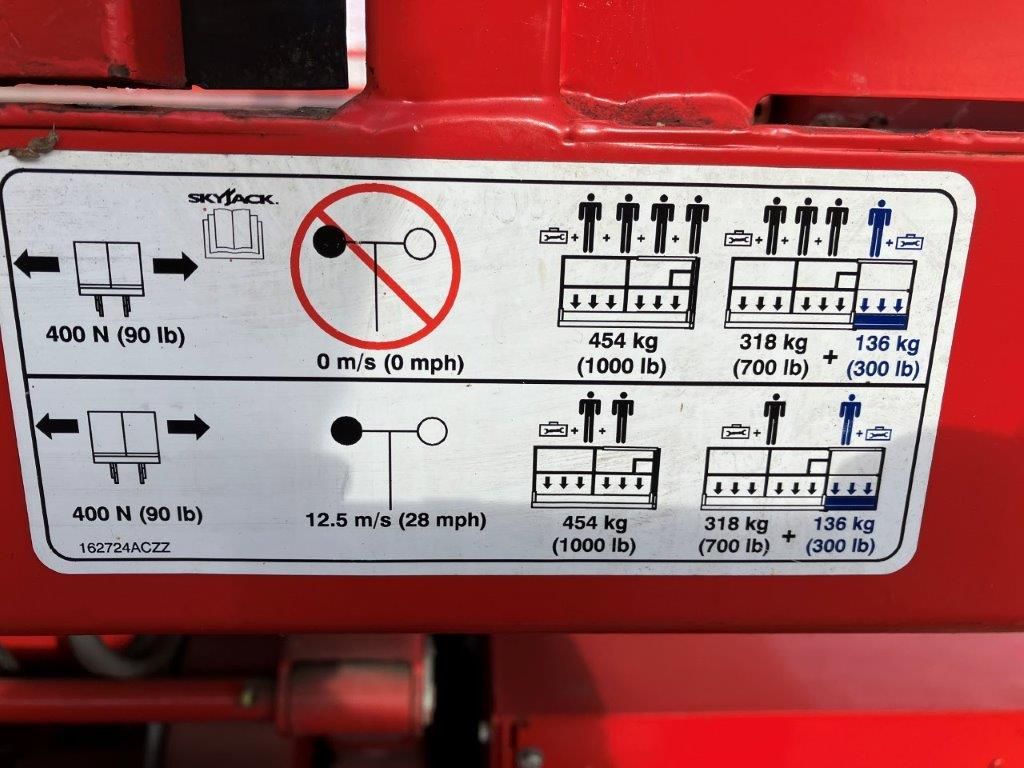 SKYJACK.
400 N (90 lb)
0 m/s (0 mph)
454 kg
(1000 lb)
318 kg
(700 lb)
+
136 kg
(300 lb)
400 N (90 lb)
12.5 m/s (28 mph)
454 kg
(1000 lb)
318 kg
(700 lb)
+
136 kg
(300 lb)
162724ACZZ